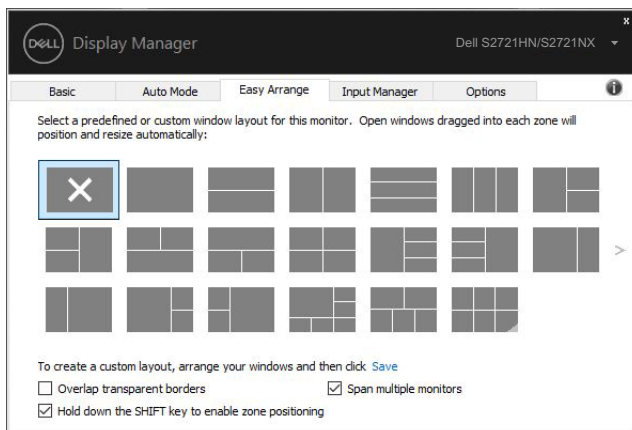 x
DELL Display Manager Dell S2721HN/S2721NX
Basic Auto Mode Easy Arrange Input Manager Options
Select a predefined or custom window layout for this monitor. Open windows dragged into each zone will
position and resize automatically:
To create a custom layout, arrange your windows and then click Save
Overlap transparent borders Span multiple monitors
Hold down the SHIFT key to enable zone positioning